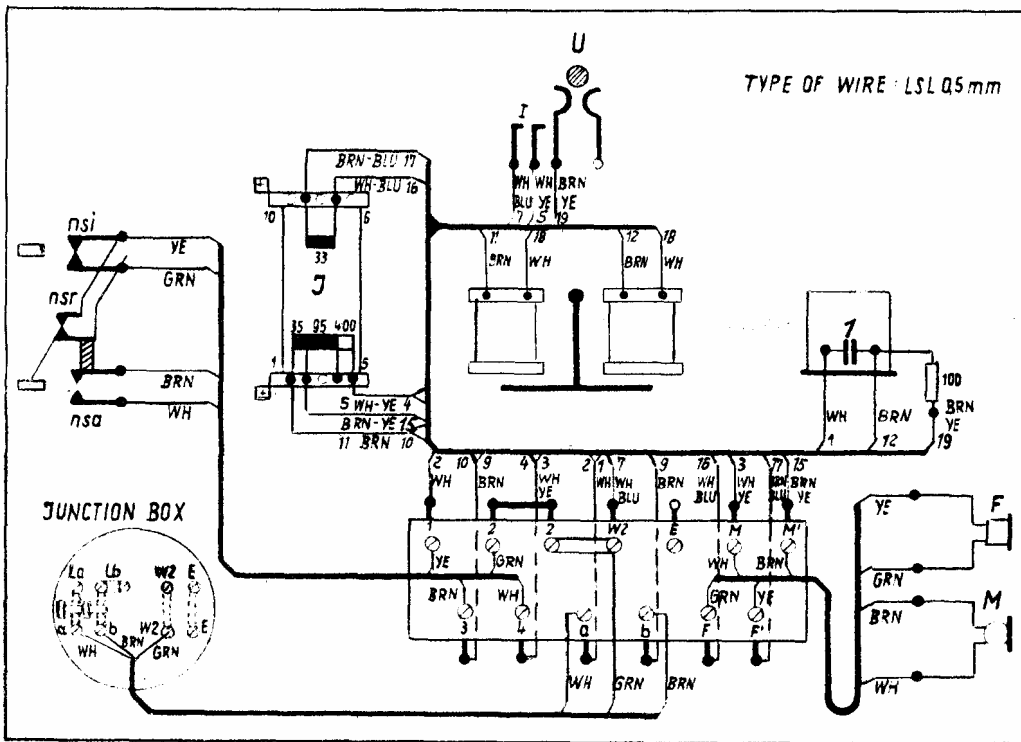 U
TYPE OF WIRE : LSL 0,5 mm
I
BRN-BLU 17
WH-BLU 16
WH WH BRN
BLU YE YE
7 5 19
10 6
nsi
YE
GRN
33
J
11 18 12 18
BRN WH BRN WH
nsr
35 95 400
1 5
1
100
BRN
WH
nsa
5 WH-YE 4
BRN-YE 15
11 BRN 10
WH BRN BRN
YE
1 12 19
2 10 9 4 3 2 1 7 9 16 3 17 15
WH BRN WH YE WH WH BLU BRN WH BLU WH YE BRN BLU BRN YE
JUNCTION BOX
2 2 W2 E M M'
YE GRN WH BRN
YE F
GRN
La Lb W2 E
BRN WH GRN YE
BRN M
3 4 a b F F'
a b W2 E
WH BRN GRN
WH GRN BRN
WH